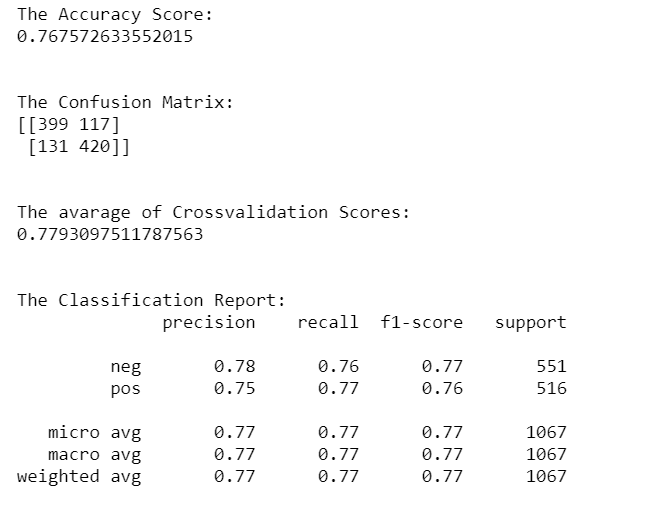 The Accuracy Score:
0.767572633552015
The Confusion Matrix:
[[399 117]
[131 420]]
The avarage of Crossvalidation Scores:
0.7793097511787563
The Classification Report:
precision recall f1-score support
neg 0.78 0.76 0.77 551
pos 0.75 0.77 0.76 516
micro avg 0.77 0.77 0.77 1067
macro avg 0.77 0.77 0.77 1067
weighted avg 0.77 0.77 0.77 1067